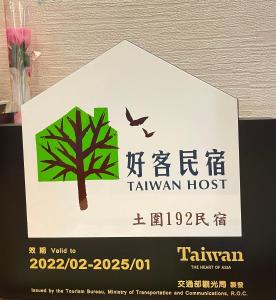 好客民宿
TAIWAN HOST
土圍192民宿
效期 Valid to
2022/02-2025/01
Taiwan
THE HEART OF ASIA
交通部觀光局 製發
Issued by the Tourism Bureau, Ministry of Transportation and Communications, R.O.C.